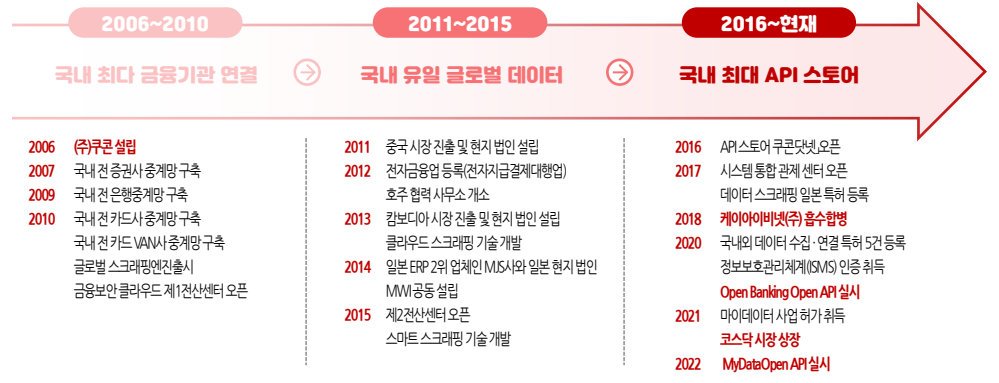 2006~2010
국내 최다 금융기관 연결
2006 (주)쿠콘 설립
2007 국내 전 증권사 중계망 구축
2009 국내 전 은행중계망 구축
2010 국내 전 카드사 중계망 구축
국내 전 카드 VAN사 중계망 구축
글로벌 스크래핑엔진출시
금융보안 클라우드 제1전산센터 오픈
2011~2015
국내 유일 글로벌 데이터
2011 중국 시장 진출 및 현지 법인 설립
2012 전자금융업 등록(전자지급결제대행업)
호주 협력 사무소 개소
2013 캄보디아 시장 진출 및 현지 법인 설립
클라우드 스크래핑 기술 개발
2014 일본 ERP 2위 업체인 MJS사와 일본 현지 법인
MWI 공동 설립
2015 제2전산센터 오픈
스마트 스크래핑 기술 개발
2016~현재
국내 최대 API 스토어
2016 API 스토어 쿠콘닷넷 오픈
2017 시스템 통합 관제 센터 오픈
데이터 스크래핑 일본 특허 등록
2018 케이아이비넷(주) 흡수합병
2020 국내외 데이터 수집·연결 특허 5건 등록
정보보호관리체계(ISMS) 인증 취득
Open Banking Open API 실시
2021 마이데이터 사업 허가 취득
코스닥 시장 상장
2022 MyDataOpen API 실시